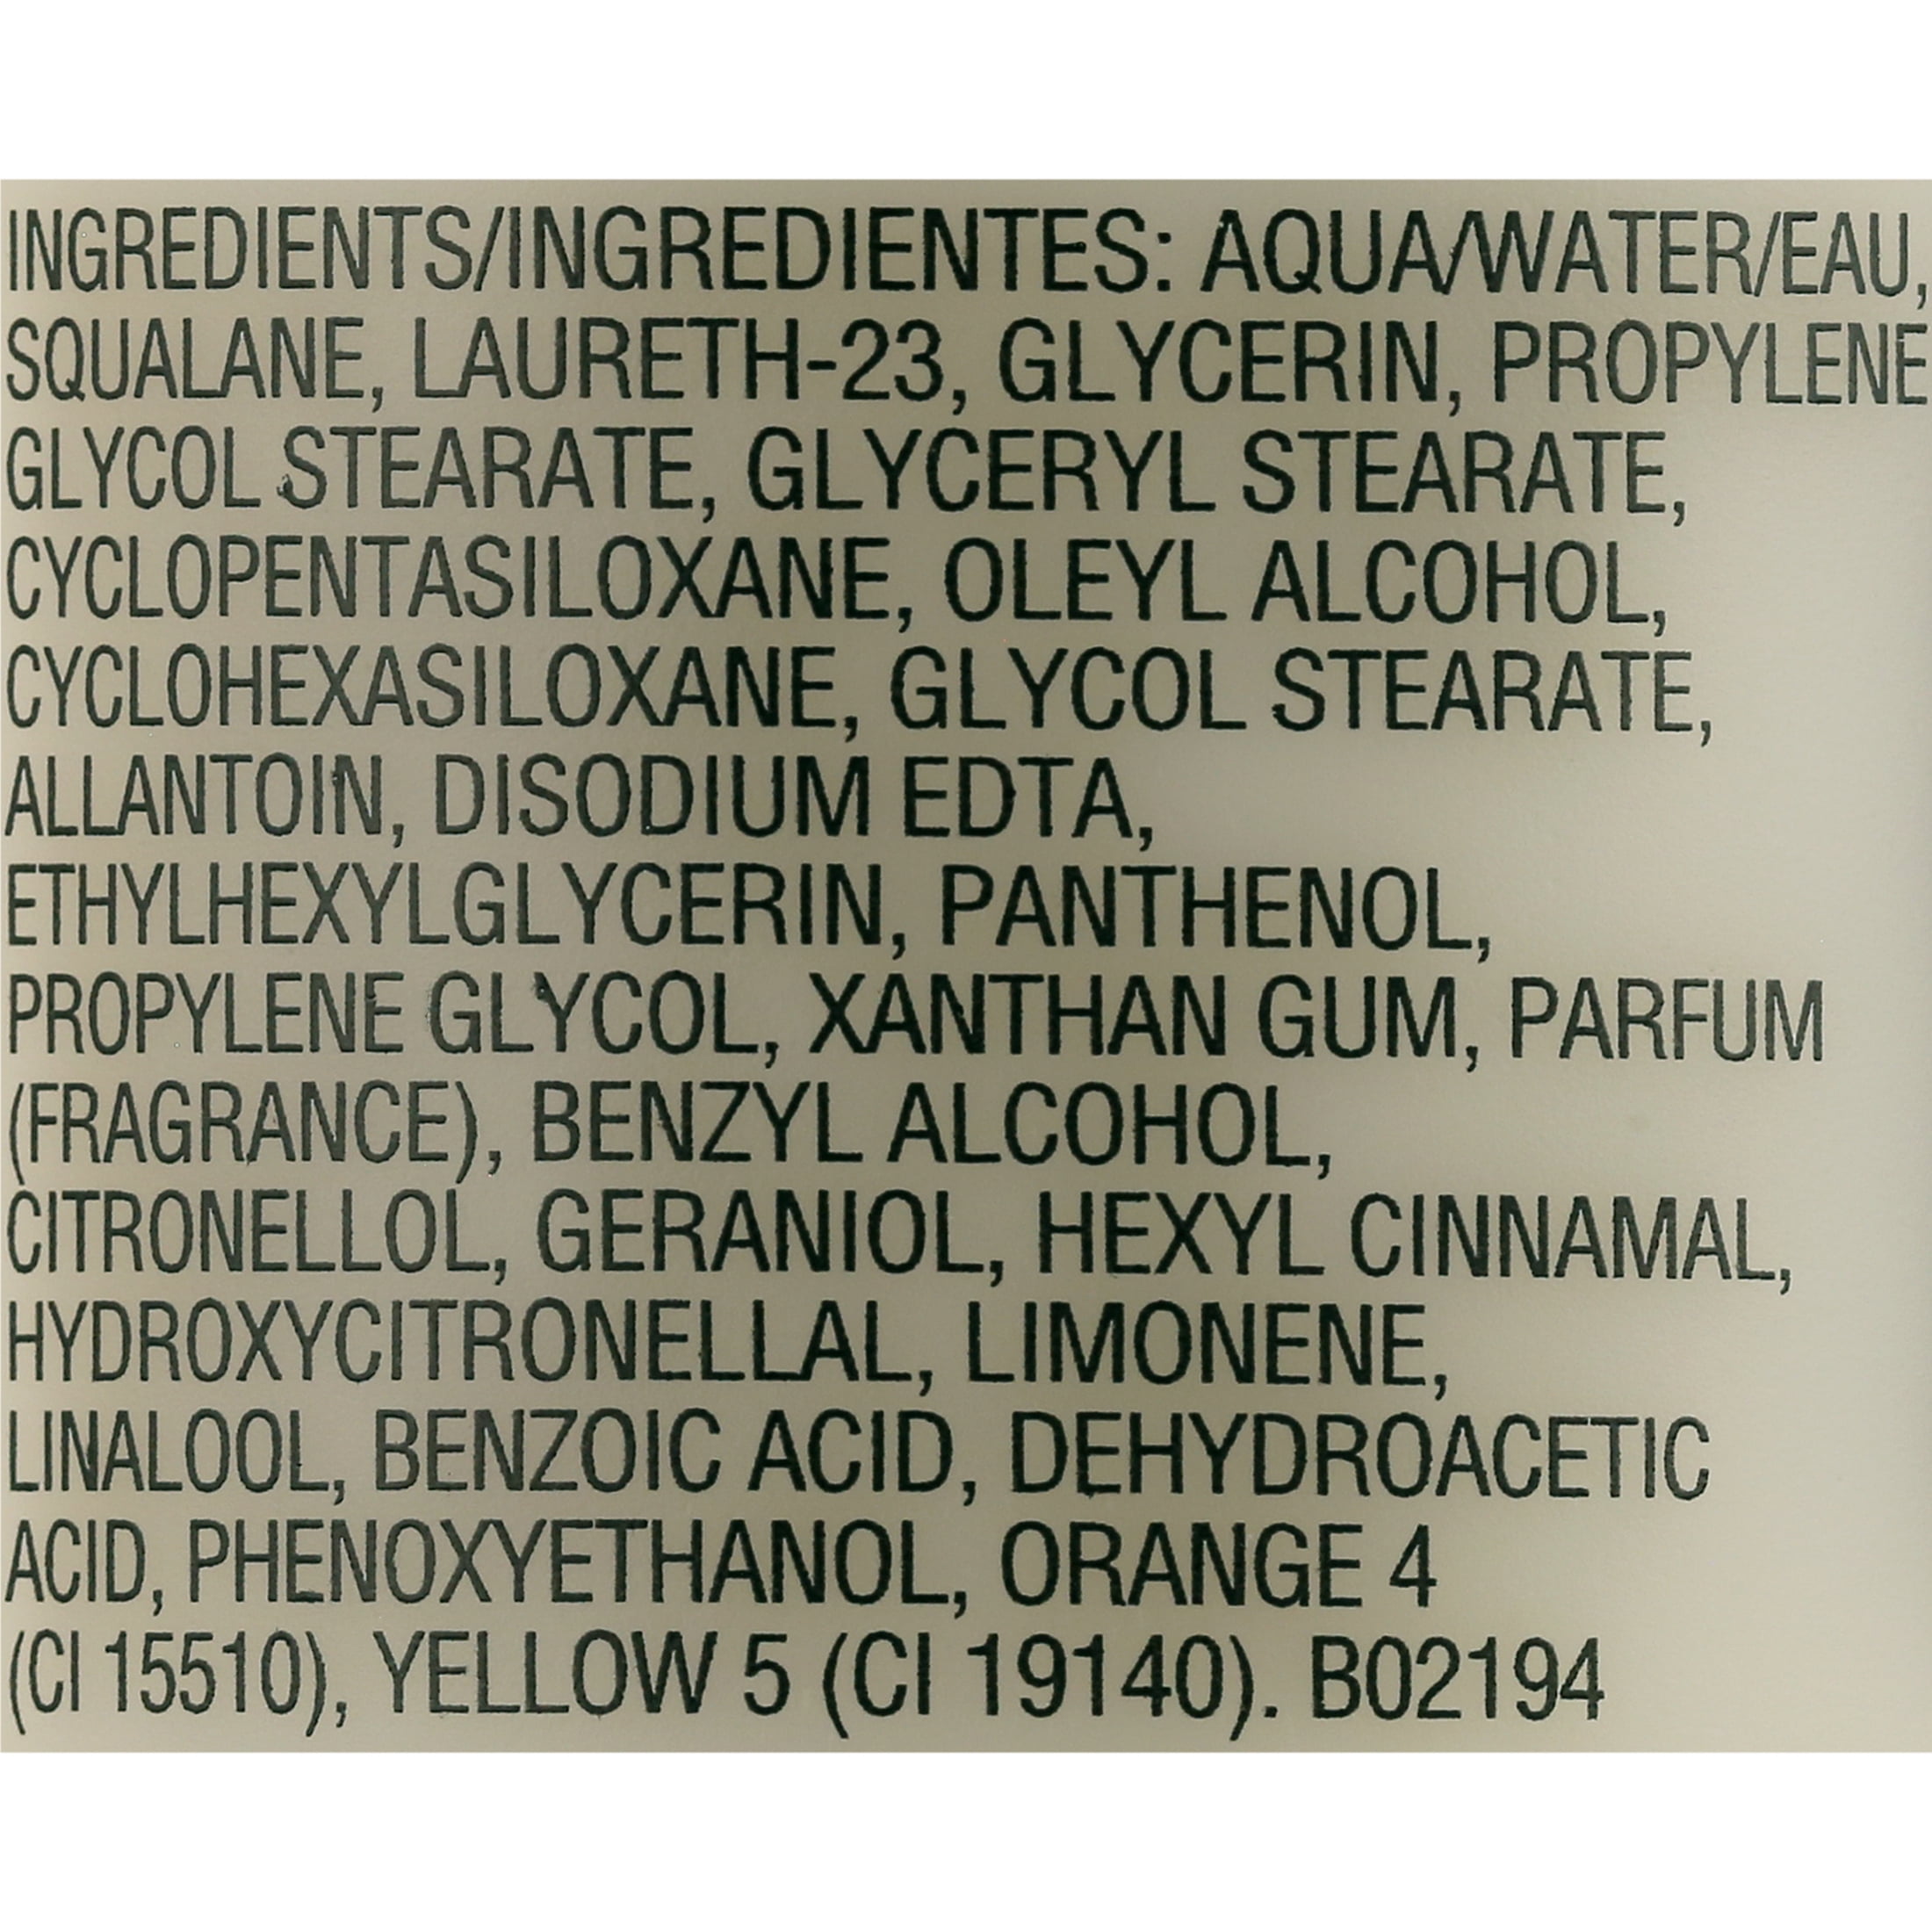 INGREDIENTS/INGREDIENTES: AQUA/WATER/EAU,
SQUALANE, LAURETH-23, GLYCERIN, PROPYLENE
GLYCOL STEARATE, GLYCERYL STEARATE,
CYCLOPENTASILOXANE, OLEYL ALCOHOL,
CYCLOHEXASILOXANE, GLYCOL STEARATE,
ALLANTOIN, DISODIUM EDTA,
ETHYLHEXYLGLYCERIN, PANTHENOL,
PROPYLENE GLYCOL, XANTHAN GUM, PARFUM
(FRAGRANCE), BENZYL ALCOHOL,
CITRONELLOL, GERANIOL, HEXYL CINNAMAL,
HYDROXYCITRONELLAL, LIMONENE,
LINALOOL, BENZOIC ACID, DEHYDROACETIC
ACID, PHENOXYETHANOL, ORANGE 4
(CI 15510), YELLOW 5 (CI 19140). B02194